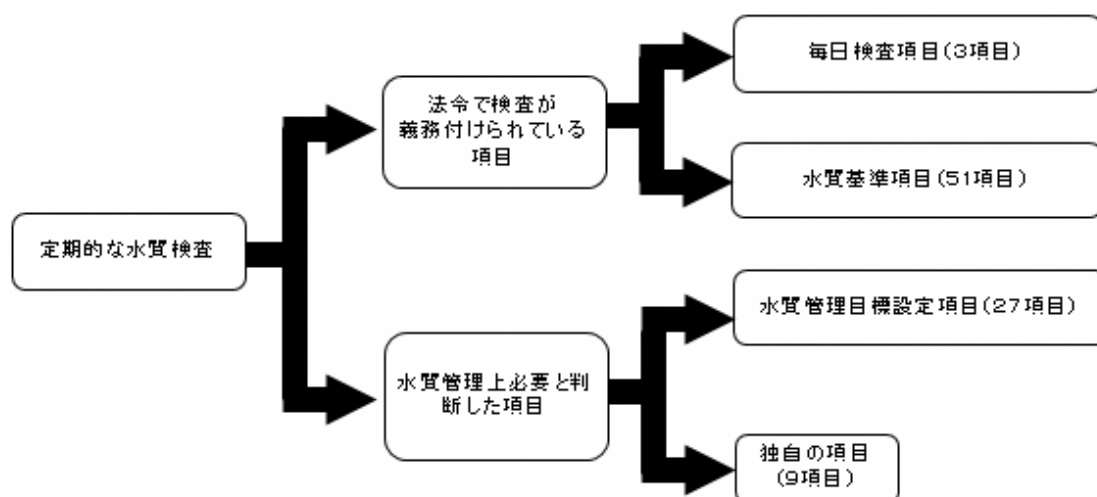 毎日検査項目(3項目)
法令で検査が
義務付けられている
項目
水質基準項目(51項目)
定期的な水質検査
水質管理目標設定項目(27項目)
水質管理上必要と判
断した項目
独自の項目
(9項目)